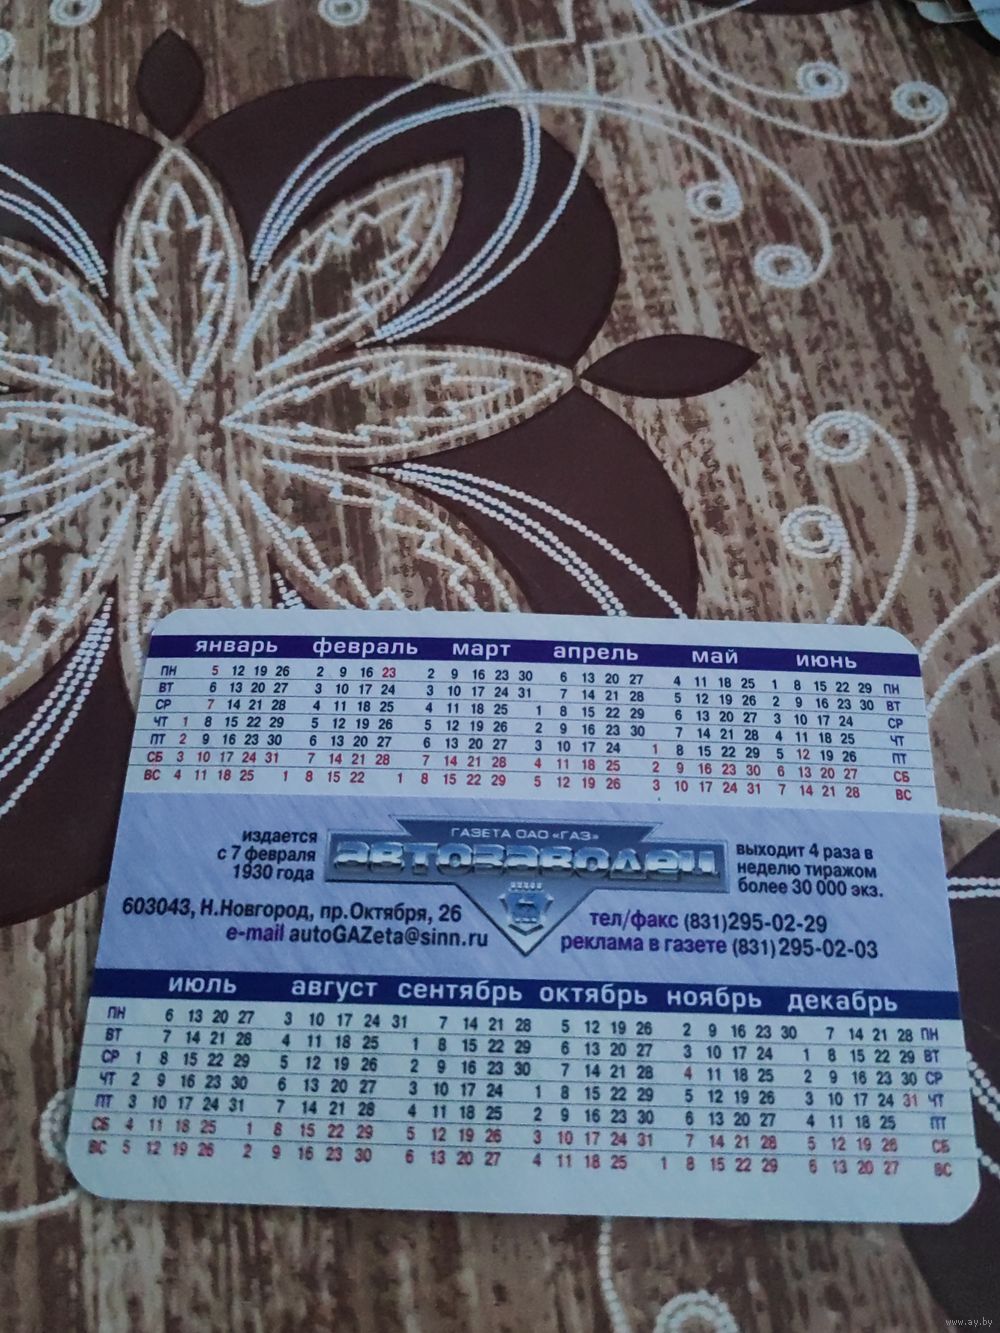 январь февраль март апрель май июнь
ПН 5 12 19 26 2 9 16 23 2 9 16 23 30 6 13 20 27 4 11 18 25 1 8 15 22 29 ПН
ВТ 6 13 20 27 3 10 17 24 3 10 17 24 31 7 14 21 28 5 12 19 26 2 9 16 23 30 ВТ
СР 7 14 21 28 4 11 18 25 4 11 18 25 1 8 15 22 29 6 13 20 27 3 10 17 24 СР
ЧТ 1 8 15 22 29 5 12 19 26 5 12 19 26 2 9 16 23 30 7 14 21 28 4 11 18 25 ЧТ
ПТ 2 9 16 23 30 6 13 20 27 6 13 20 27 3 10 17 24 1 8 15 22 29 5 12 19 26 ПТ
СБ 3 10 17 24 31 7 14 21 28 7 14 21 28 4 11 18 25 2 9 16 23 30 6 13 20 27 СБ
ВС 4 11 18 25 1 8 15 22 1 8 15 22 29 5 12 19 26 3 10 17 24 31 7 14 21 28 ВС
издается
с 7 февраля
1930 года
ГАЗЕТА ОАО «ГАЗ»
автозаводец
выходит 4 раза в
неделю тиражом
более 30 000 экз.
603043, Н.Новгород, пр.Октября, 26
e-mail autoGAZeta@sinn.ru
тел/факс (831)295-02-29
реклама в газете (831)295-02-03
июль август сентябрь октябрь ноябрь декабрь
ПН 6 13 20 27 3 10 17 24 31 7 14 21 28 5 12 19 26 2 9 16 23 30 7 14 21 28 ПН
ВТ 7 14 21 28 4 11 18 25 1 8 15 22 29 6 13 20 27 3 10 17 24 1 8 15 22 29 ВТ
СР 1 8 15 22 29 5 12 19 26 2 9 16 23 30 7 14 21 28 4 11 18 25 2 9 16 23 30 СР
ЧТ 2 9 16 23 30 6 13 20 27 3 10 17 24 1 8 15 22 29 5 12 19 26 3 10 17 24 31 ЧТ
ПТ 3 10 17 24 31 7 14 21 28 4 11 18 25 2 9 16 23 30 6 13 20 27 4 11 18 25 ПТ
СБ 4 11 18 25 1 8 15 22 29 5 12 19 26 3 10 17 24 31 7 14 21 28 5 12 19 26 СБ
ВС 5 12 19 26 2 9 16 23 30 6 13 20 27 4 11 18 25 1 8 15 22 29 6 13 20 27 ВС
www.ay.by